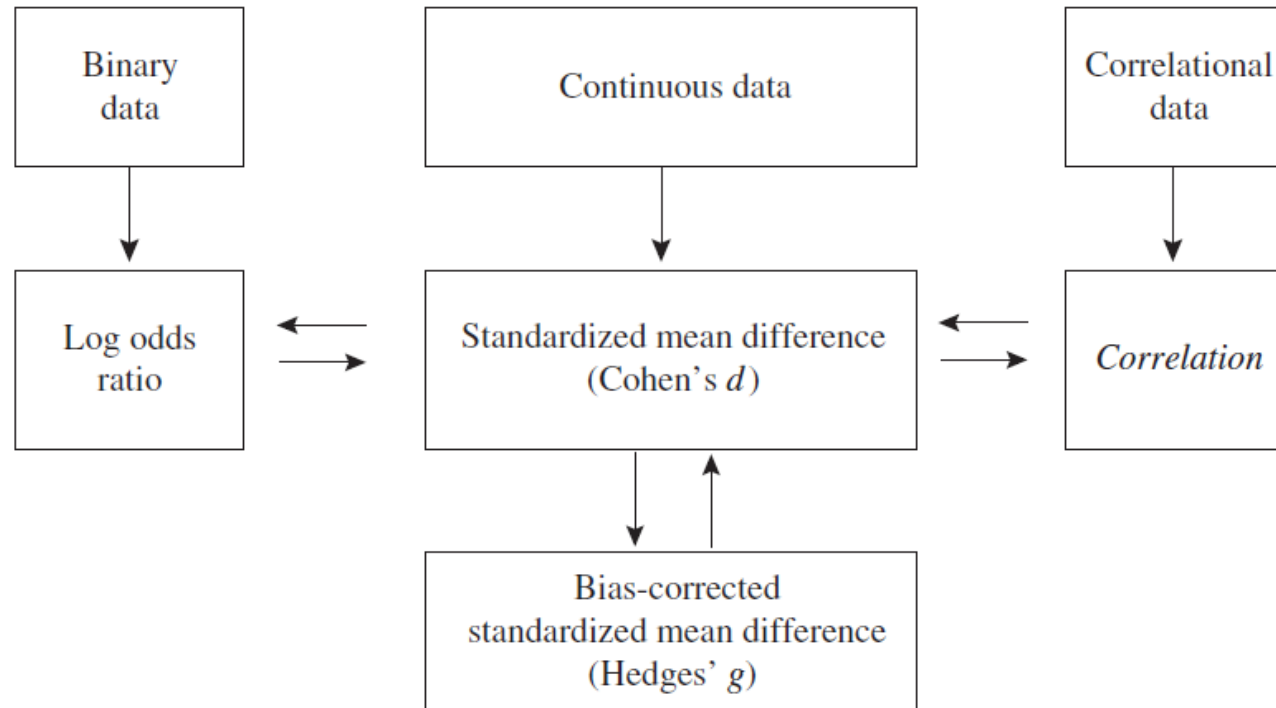 Binary
data
Continuous data
Correlational
data
Log odds
ratio
Standardized mean difference
(Cohen’s d)
Correlation
Bias-corrected
standardized mean difference
(Hedges’ g)